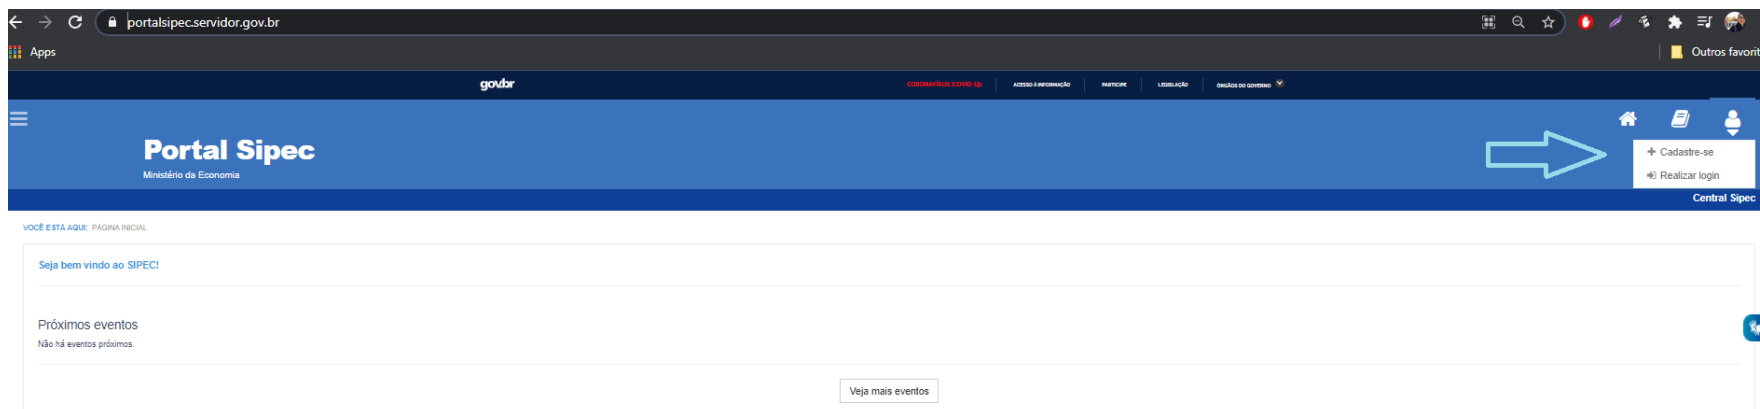 portalsipec.servidor.gov.br
Apps
Outros favorit
gov.br
CORONAVÍRUS (COVID-19) ACESSO À INFORMAÇÃO PARTICIPE LEGISLAÇÃO ÓRGÃOS DO GOVERNO
Portal Sipec
Ministério da Economia
Cadastre-se
Realizar login
Central Sipec
VOCÊ ESTÁ AQUI: PÁGINA INICIAL
Seja bem vindo ao SIPEC!
Próximos eventos
Não há eventos próximos.
Veja mais eventos